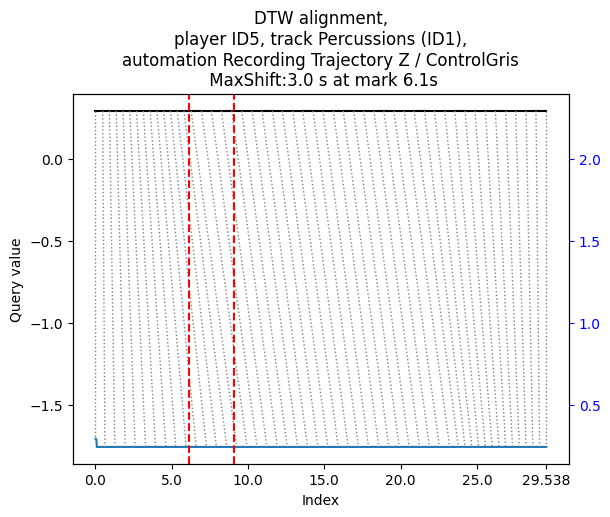 DTW alignment,
player ID5, track Percussions (ID1),
automation Recording Trajectory Z / ControlGris
MaxShift:3.0 s at mark 6.1s
0.0
−0.5
−1.0
−1.5
Query value
2.0
1.5
1.0
0.5
0.0 5.0 10.0 15.0 20.0 25.0 29.538
Index